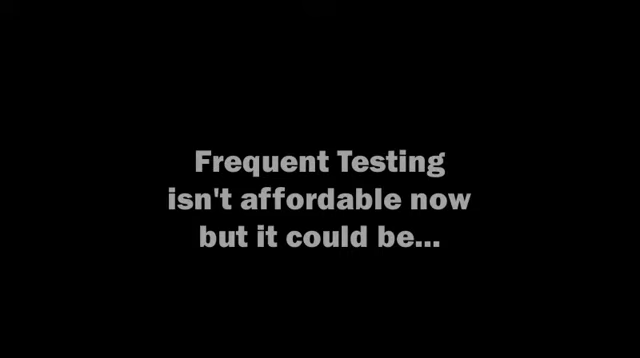 Frequent Testing
isn't affordable now
but it could be...